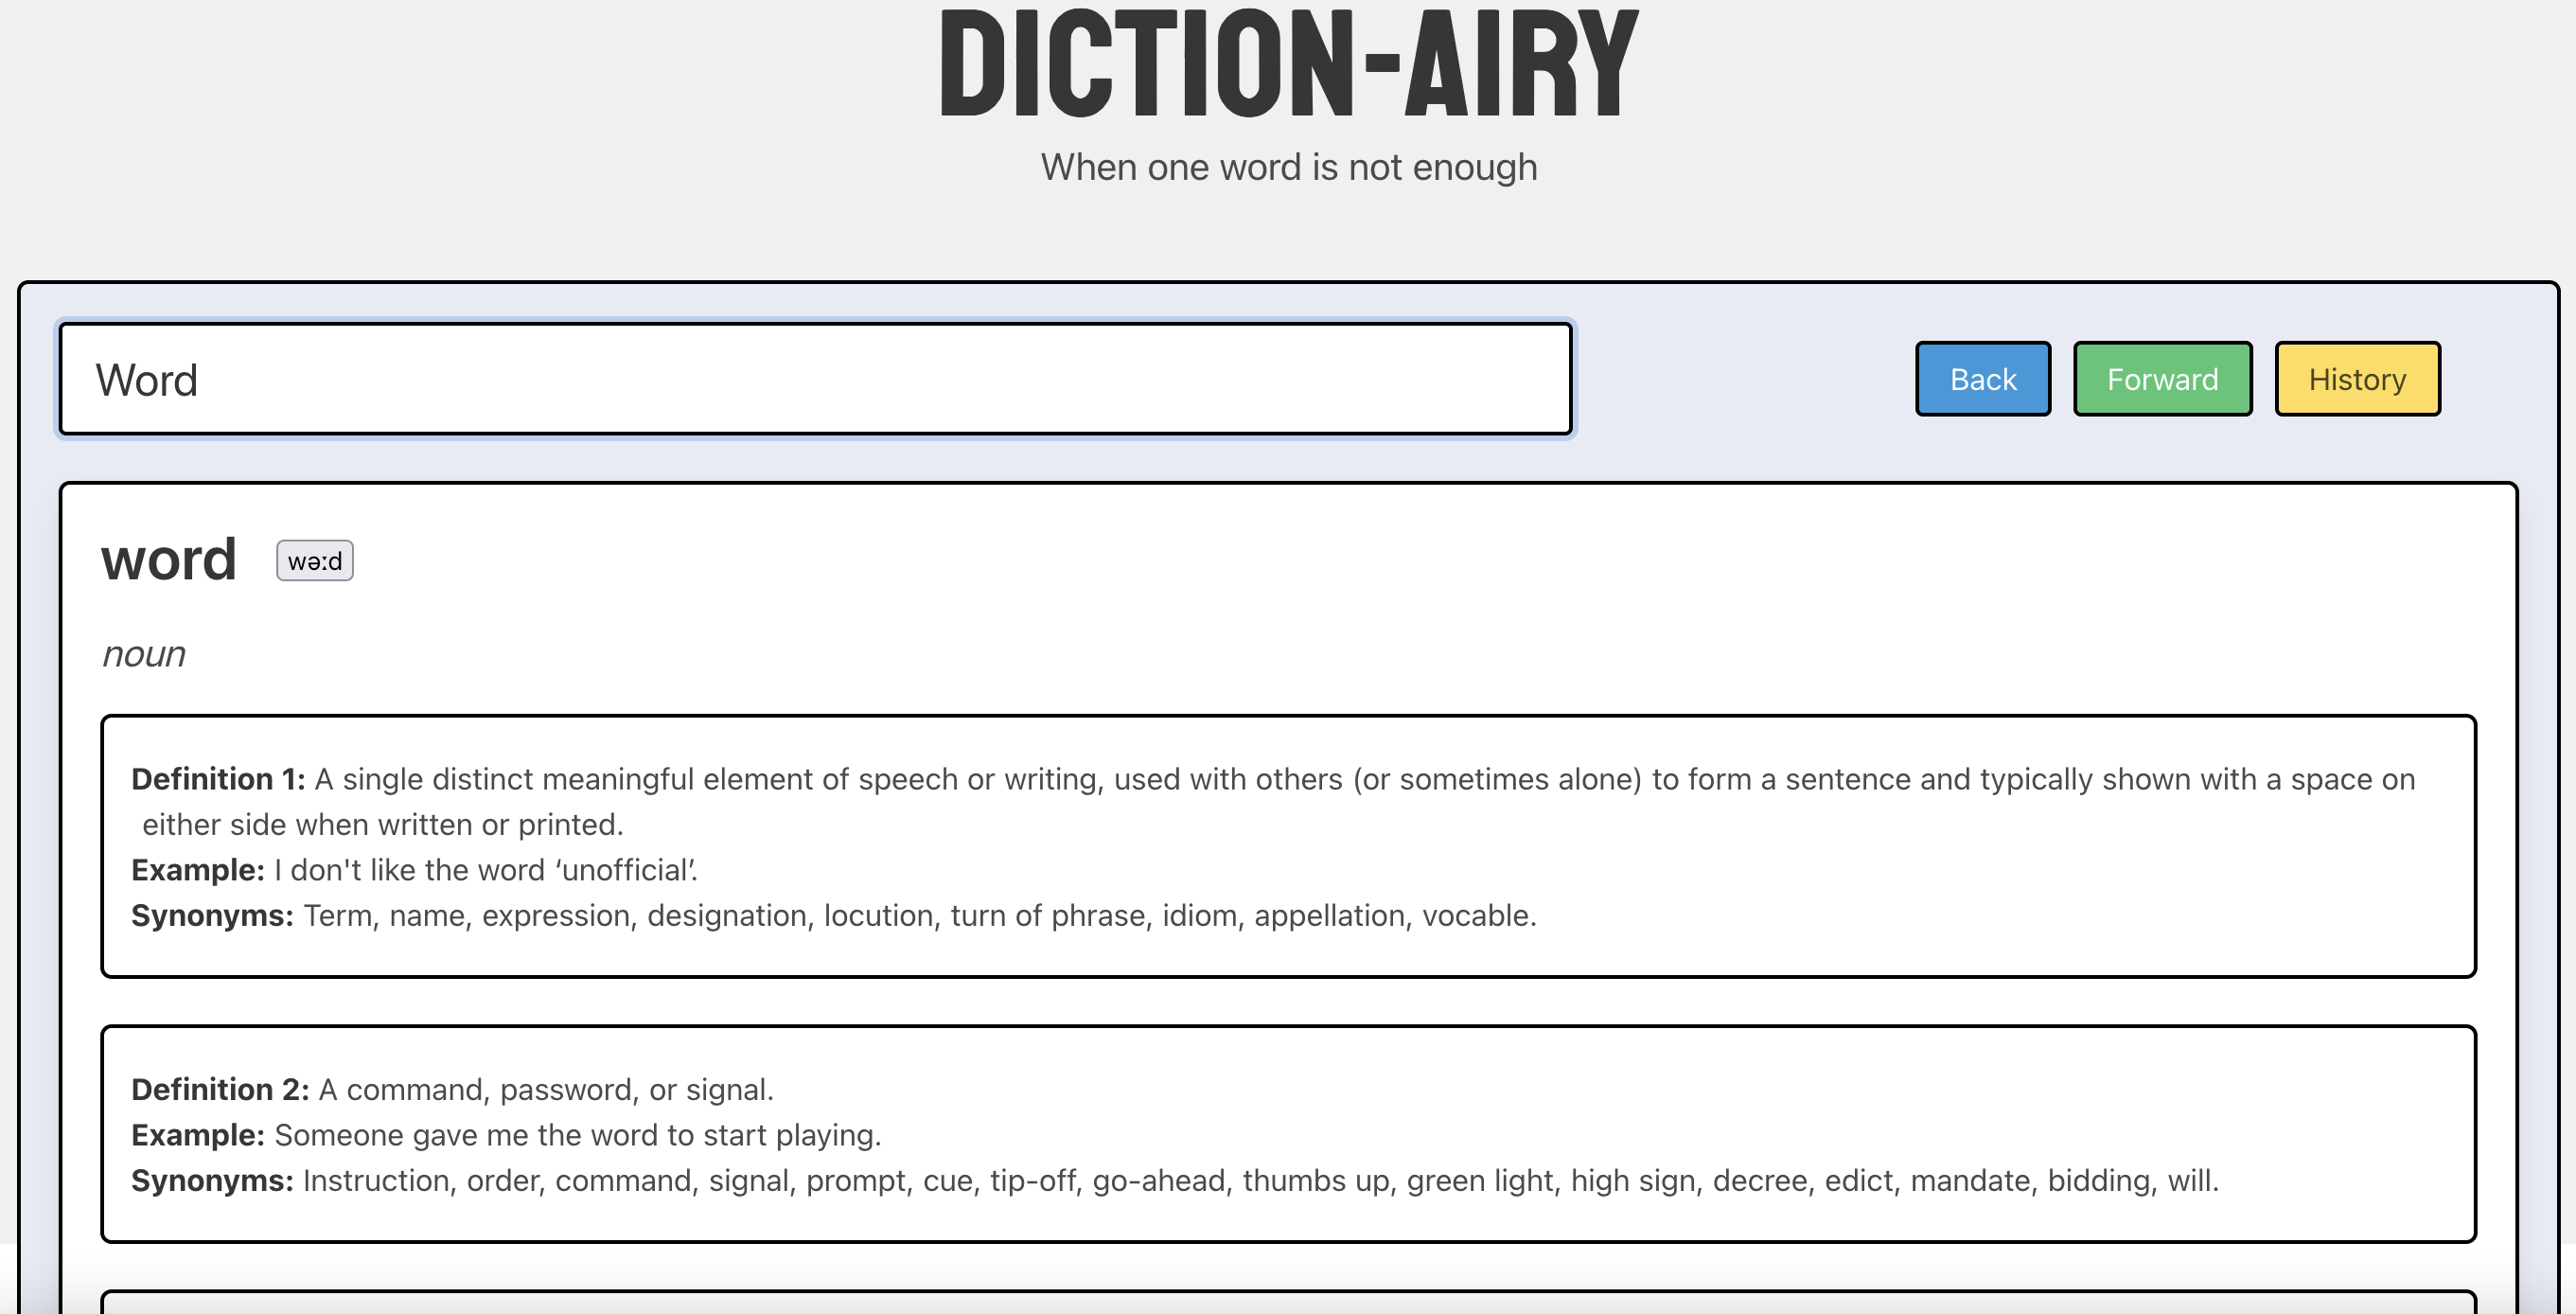 DICTION-AIRY
When one word is not enough
Word
Back
Forward
History
word
wəːd
noun
Definition 1: A single distinct meaningful element of speech or writing, used with others (or sometimes alone) to form a sentence and typically shown with a space on
either side when written or printed.
Example: I don't like the word ‘unofficial’.
Synonyms: Term, name, expression, designation, locution, turn of phrase, idiom, appellation, vocable.
Definition 2: A command, password, or signal.
Example: Someone gave me the word to start playing.
Synonyms: Instruction, order, command, signal, prompt, cue, tip-off, go-ahead, thumbs up, green light, high sign, decree, edict, mandate, bidding, will.